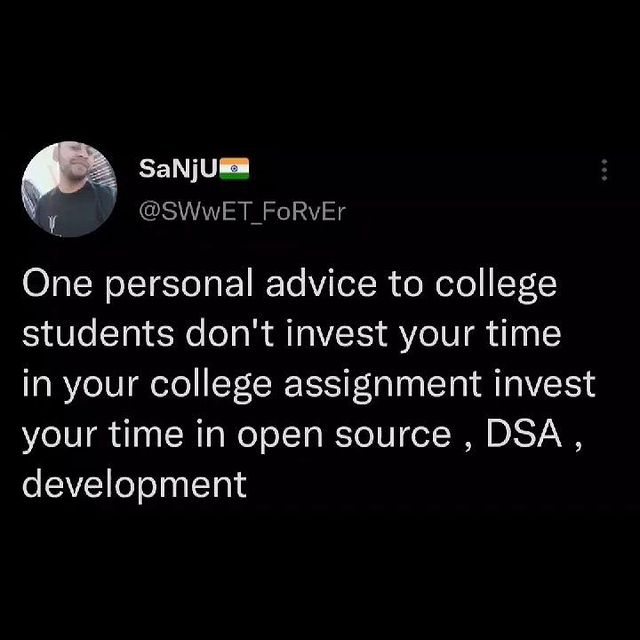 SaNjU🇮🇳
@SWwET_FoRvEr
One personal advice to college
students don't invest your time
in your college assignment invest
your time in open source , DSA ,
development